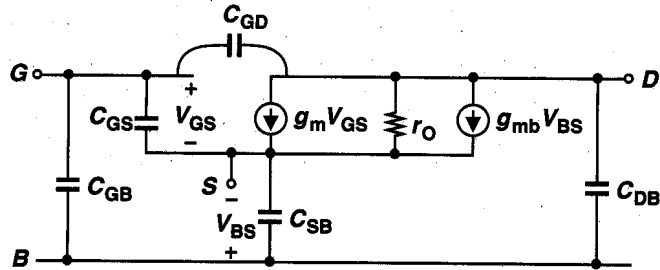 C_GD
G
D
+
C_GS
V_GS
g_mV_GS
r_O
g_mbV_BS
−
C_GB
S
−
V_BS
C_SB
C_DB
+
B